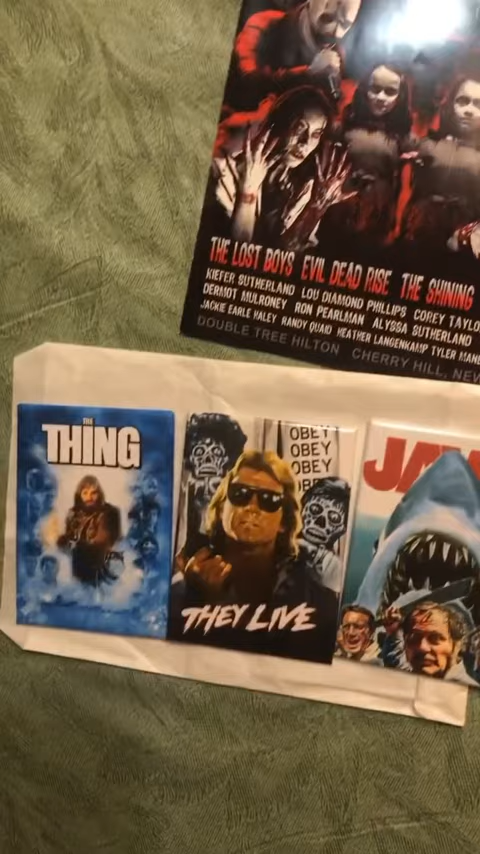 THE LOST BOYS EVIL DEAD RISE THE SHINING
KIEFER SUTHERLAND LOU DIAMOND PHILLIPS COREY TAYLO
DERMOT MULRONEY RON PEARLMAN ALYSSA SUTHERLAND
JACKIE EARLE HALEY RANDY QUAID HEATHER LANGENKAMP TYLER MANE
DOUBLE TREE HILTON CHERRY HILL, NEW
THE
THING
OBEY
OBEY
OBEY
THEY LIVE
JAW